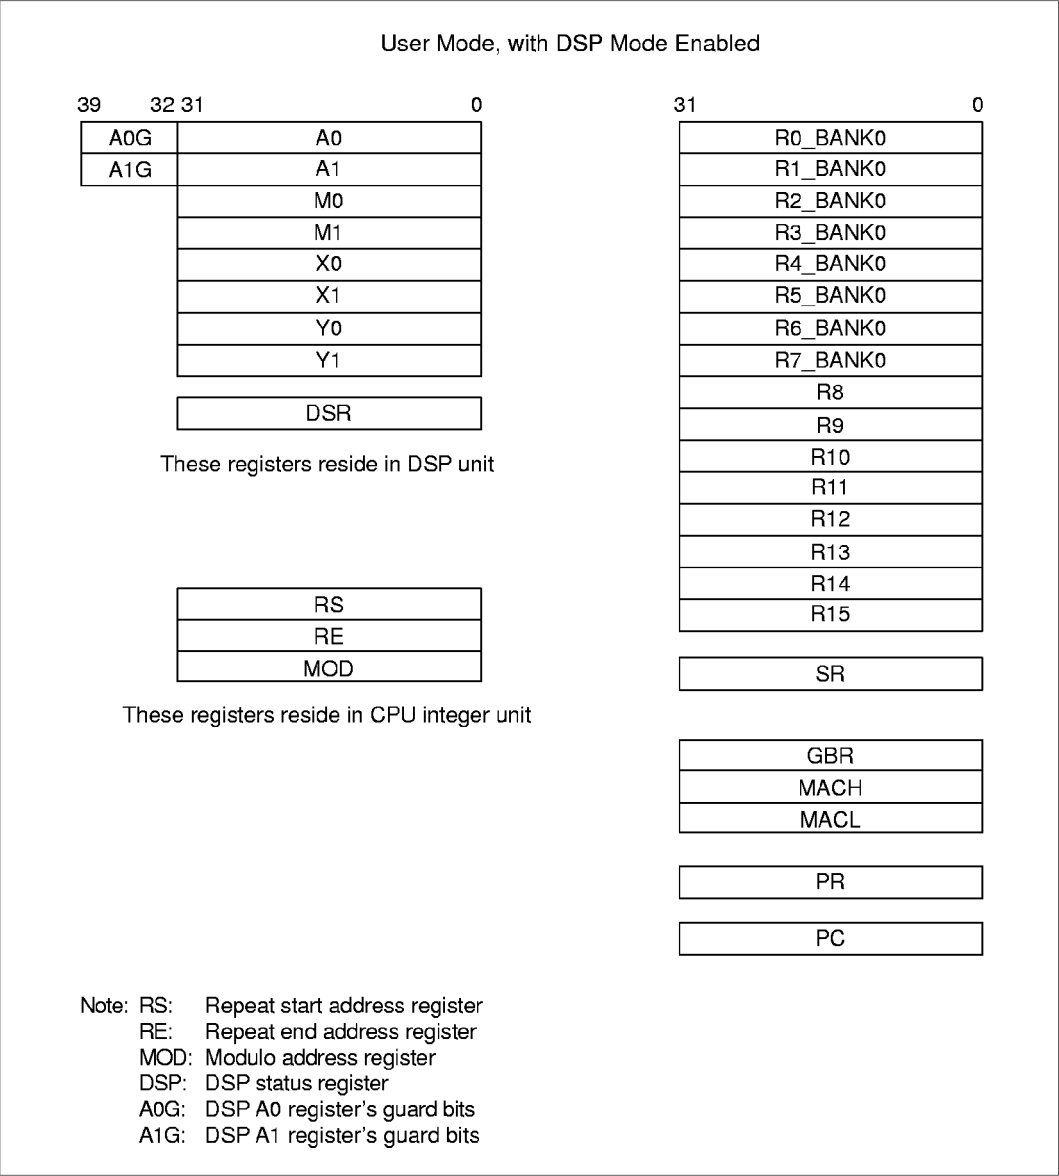 User Mode, with DSP Mode Enabled
39 32 31 0
A0G A0
A1G A1
M0
M1
X0
X1
Y0
Y1
DSR
These registers reside in DSP unit
RS
RE
MOD
These registers reside in CPU integer unit
31 0
R0_BANK0
R1_BANK0
R2_BANK0
R3_BANK0
R4_BANK0
R5_BANK0
R6_BANK0
R7_BANK0
R8
R9
R10
R11
R12
R13
R14
R15
SR
GBR
MACH
MACL
PR
PC
Note: RS: Repeat start address register
RE: Repeat end address register
MOD: Modulo address register
DSP: DSP status register
A0G: DSP A0 register's guard bits
A1G: DSP A1 register's guard bits